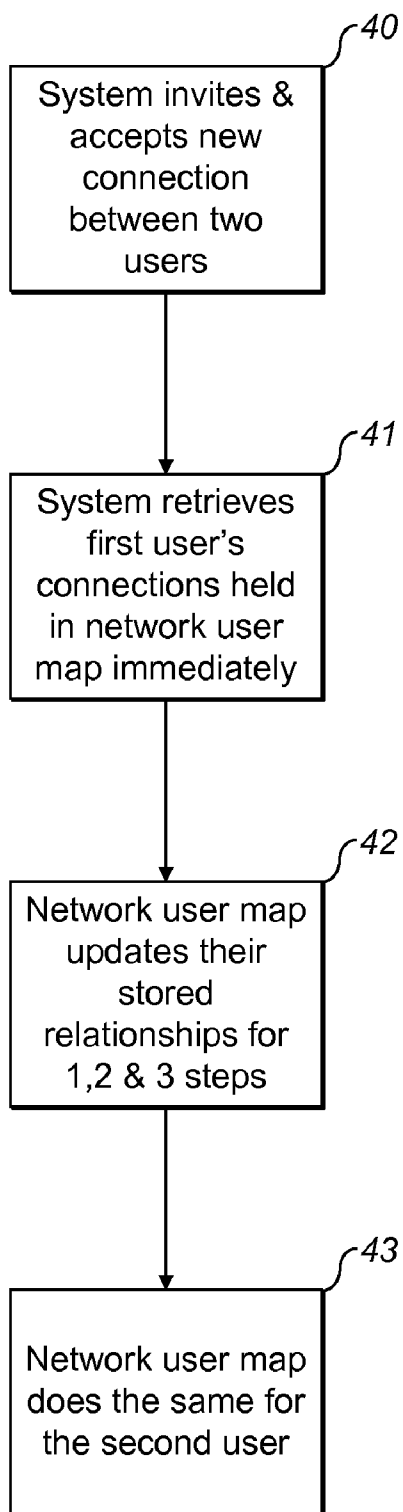 40
System invites &
accepts new
connection
between two
users
41
System retrieves
first user's
connections held
in network user
map immediately
42
Network user map
updates their
stored
relationships for
1,2 & 3 steps
43
Network user map
does the same for
the second user